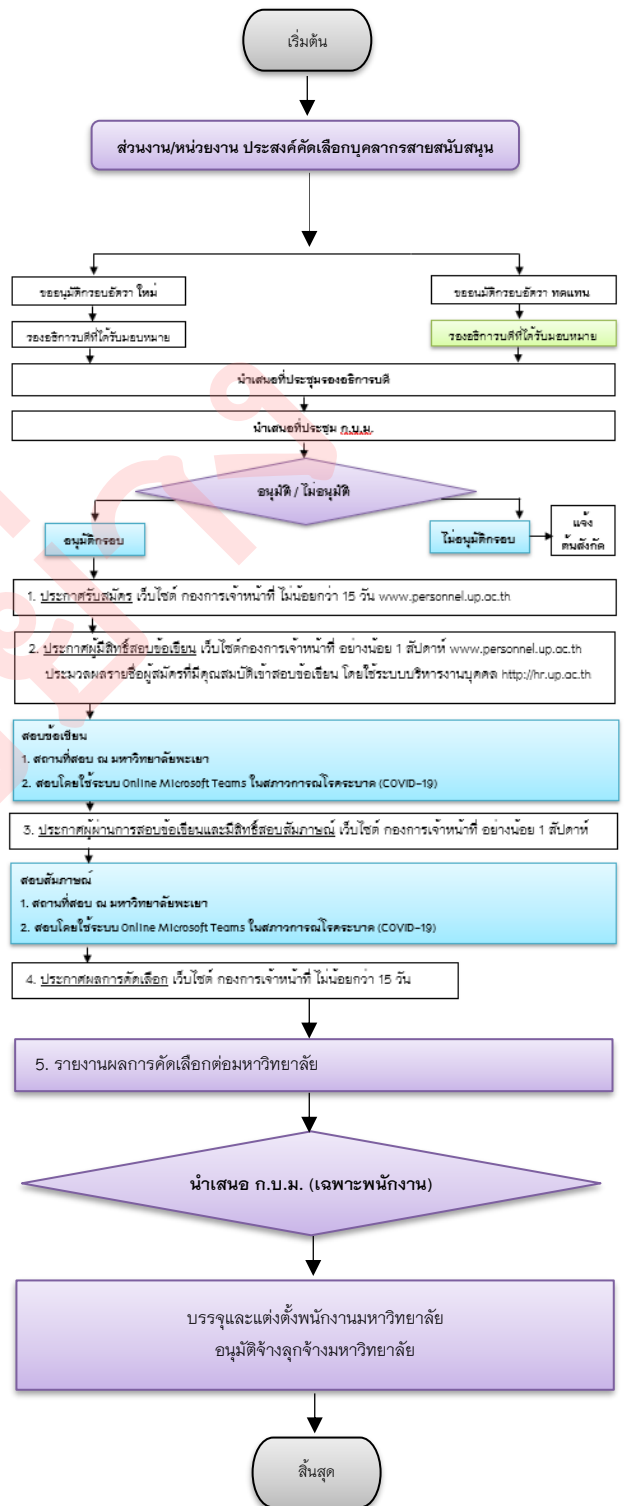 เริ่มต้น
ส่วนงาน/หน่วยงาน ประสงค์คัดเลือกบุคลากรสายสนับสนุน
ขออนุมัติกรอบอัตรา ใหม่
ขออนมัติกรอบอัตรา ทดแทน
รองอธิการบดีที่ได้รับมอบหมาย
รองอธิการบดีที่ได้รับมอบหมาย
นำเสนอที่ประชุมรองอธิการบดี
นำเสนอที่ประชุม ก.บ.ม.
อนุมัติ / ไม่อนุมัติ
อนุมัติกรอบ
ไม่อนุมัติกรอบ
แจ้ง
ต้นสังกัด
1. ประกาศรับสมัคร เว็บไซต์ กองการเจ้าหน้าที่ ไม่น้อยกว่า 15 วัน www.personnel.up.ac.th
2. ประกาศผู้มีสิทธิ์สอบข้อเขียน เว็บไซต์กองการเจ้าหน้าที่ อย่างน้อย 1 สัปดาห์ www.personnel.up.ac.th
ประมวลผลรายชื่อผู้สมัครที่มีคุณสมบัติเข้าสอบข้อเขียน โดยใช้ระบบบริหารงานบุคคล http://hr.up.ac.th
สอบข้อเขียน
1. สถานที่สอบ ณ มหาวิทยาลัยพะเยา
2. สอบโดยใช้ระบบ Online Microsoft Teams ในสภาวการณโรคระบาด (COVID-19)
3. ประกาศผู้ผ่านการสอบข้อเขียนและมีสิทธิ์สอบสัมภาษณ์ เว็บไซต์ กองการเจ้าหน้าที่ อย่างน้อย 1 สัปดาห์
สอบสัมภาษณ์
1. สถานที่สอบ ณ มหาวิทยาลัยพะเยา
2. สอบโดยใช้ระบบ Online Microsoft Teams ในสภาวการณโรคระบาด (COVID-19)
4. ประกาศผลการคัดเลือก เว็บไซต์ กองการเจ้าหน้าที่ ไม่น้อยกว่า 15 วัน
5. รายงานผลการคัดเลือกต่อมหาวิทยาลัย
นำเสนอ ก.บ.ม. (เฉพาะพนักงาน)
บรรจุและแต่งตั้งพนักงานมหาวิทยาลัย
อนุมัติจ้างลูกจ้างมหาวิทยาลัย
สิ้นสุด